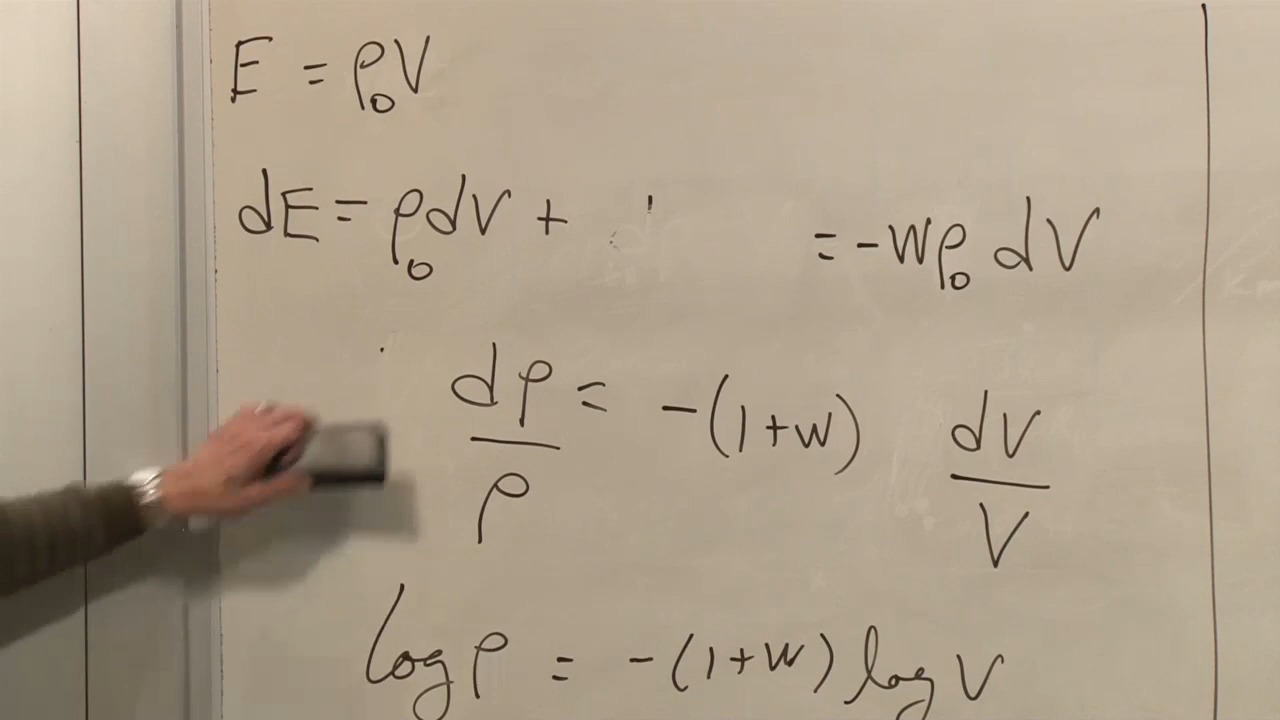 E = ρ₀V
dE = ρ₀dV + = -wρ₀ dV
dρ/ρ = -(1+w) dV/V
log ρ = -(1+w) log V